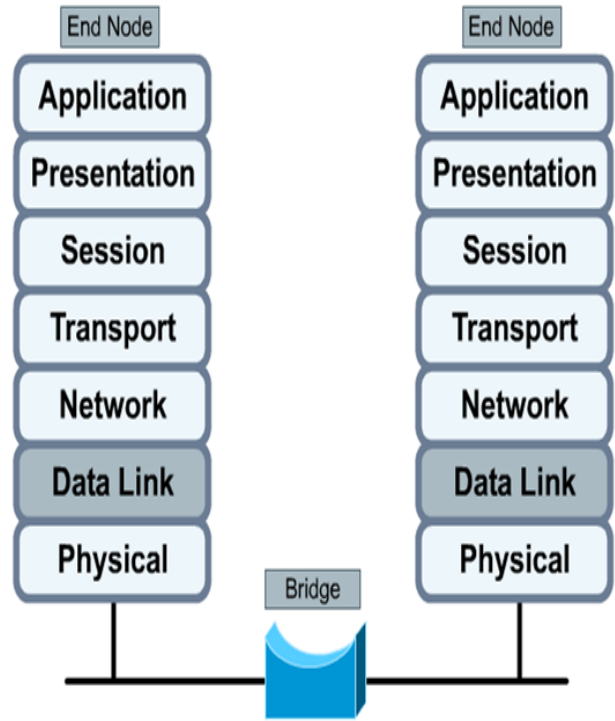 End Node
Application
Presentation
Session
Transport
Network
Data Link
Physical
End Node
Application
Presentation
Session
Transport
Network
Data Link
Physical
Bridge